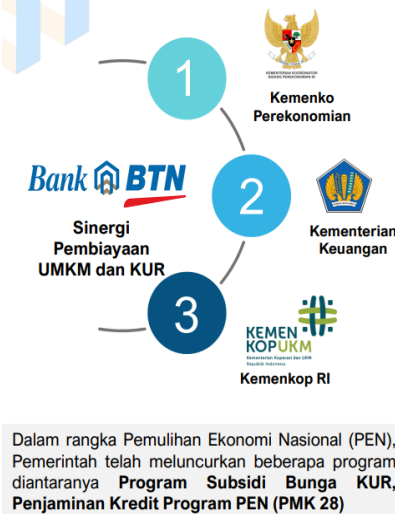 1
KEMENTERIAN KOORDINATOR
BIDANG PEREKONOMIAN RI
Kemenko
Perekonomian
Bank BTN
Sinergi
Pembiayaan
UMKM dan KUR
2
Kementerian
Keuangan
3
KEMEN
KOPUKM
Kementerian Koperasi dan UKM
Republik Indonesia
Kemenkop RI
Dalam rangka Pemulihan Ekonomi Nasional (PEN),
Pemerintah telah meluncurkan beberapa program
diantaranya Program Subsidi Bunga KUR,
Penjaminan Kredit Program PEN (PMK 28)